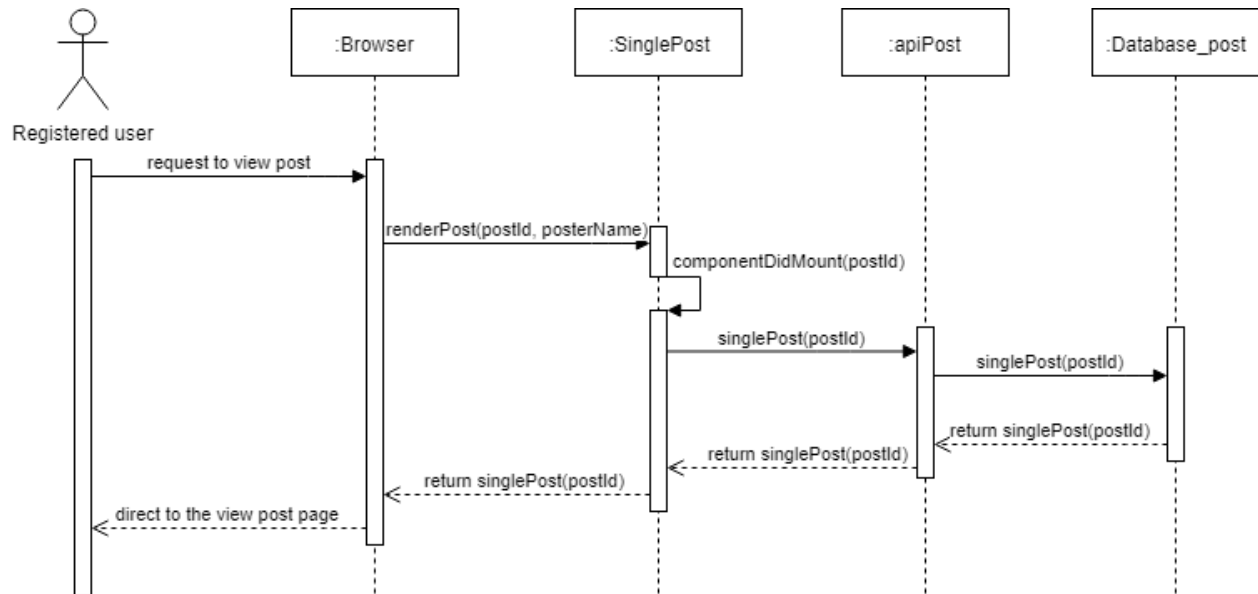 :Browser
:SinglePost
:apiPost
:Database_post
Registered user
request to view post
renderPost(postId, posterName)
componentDidMount(postId)
singlePost(postId)
singlePost(postId)
return singlePost(postId)
return singlePost(postId)
return singlePost(postId)
direct to the view post page